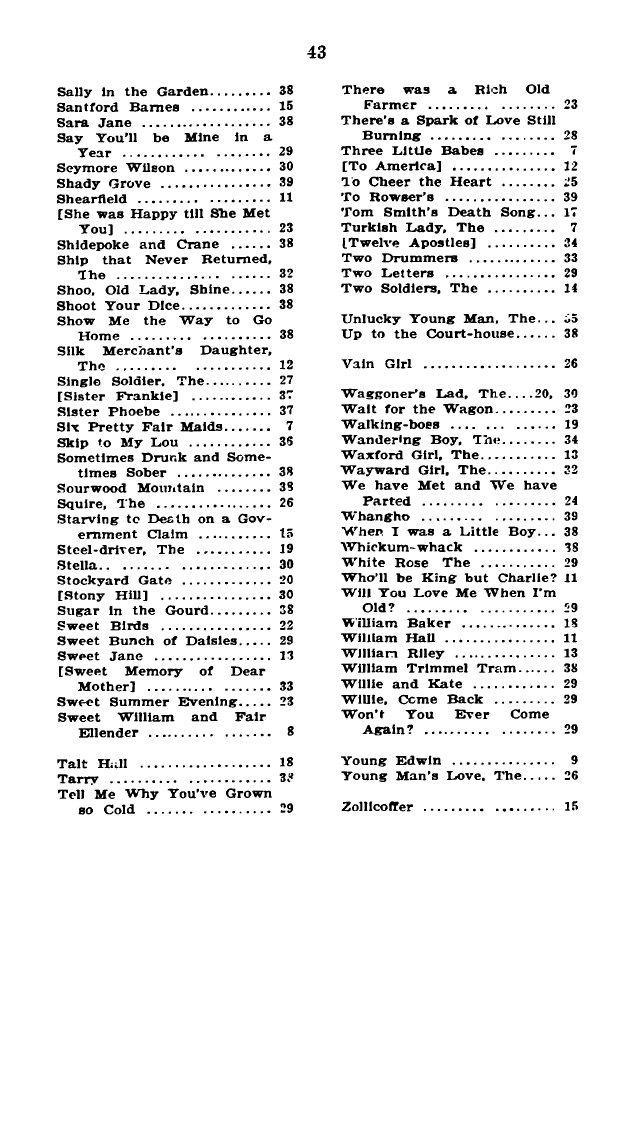 43
Sally in the Garden......... 38
Santford Barnes ............ 15
Sara Jane .................. 38
Say You'll be Mine in a
Year ............ ........ 29
Seymore Wilson ............. 30
Shady Grove ................ 39
Shearfield ......... ......... 11
[She was Happy till She Met
You] ......... ........... 23
Shidepoke and Crane ...... 38
Ship that Never Returned,
The ............... ...... 32
Shoo, Old Lady, Shine...... 38
Shoot Your Dice............. 38
Show Me the Way to Go
Home ......... .......... 38
Silk Merchant's Daughter,
The ......... ........... 12
Single Soldier, The.......... 27
[Sister Frankie] ............ 37
Sister Phoebe ............... 37
Six Pretty Fair Maids....... 7
Skip to My Lou ............ 36
Sometimes Drunk and Some-
times Sober .............. 38
Sourwood Mountain ........ 38
Squire, The ................. 26
Starving to Death on a Gov-
ernment Claim ........... 15
Steel-driver, The ........... 19
Stella.. ....... ............. 30
Stockyard Gate ............. 20
[Stony Hill] ................ 30
Sugar in the Gourd......... 38
Sweet Birds ................ 22
Sweet Bunch of Daisies..... 29
Sweet Jane ................. 13
[Sweet Memory of Dear
Mother] .......... ....... 33
Sweet Summer Evening..... 23
Sweet William and Fair
Ellender .......... ....... 8
Talt Hall ................... 18
Tarry .......... ............ 38
Tell Me Why You've Grown
so Cold ....... .......... 29
There was a Rich Old
Farmer ......... ........ 23
There's a Spark of Love Still
Burning ......... ........ 28
Three Little Babes ......... 7
[To America] ............... 12
To Cheer the Heart ........ 25
To Rowser's ................ 39
Tom Smith's Death Song... 17
Turkish Lady, The ......... 7
[Twelve Apostles] .......... 34
Two Drummers ............. 33
Two Letters ................ 29
Two Soldiers, The .......... 14
Unlucky Young Man, The...
Up to the Court-house...... 38
Vain Girl ................... 26
Waggoner's Lad, The....20, 30
Wait for the Wagon......... 23
Walking-boss .... ... ...... 19
Wandering Boy, The........ 34
Waxford Girl, The........... 13
Wayward Girl, The.......... 32
We have Met and We have
Parted ......... .......... 24
Whangho ......... ......... 39
When I was a Little Boy... 38
Whickum-whack ............ 38
White Rose The ............ 29
Who'll be King but Charlie? 11
Will You Love Me When I'm
Old? ......... ........... 29
William Baker .............. 18
William Hall ................ 11
William Riley ............... 13
William Trimmel Tram...... 38
Willie and Kate ............ 29
Willie, Come Back ......... 29
Won't You Ever Come
Again? .......... ........ 29
Young Edwin ............... 9
Young Man's Love, The..... 26
Zollicoffer ......... ......... 15